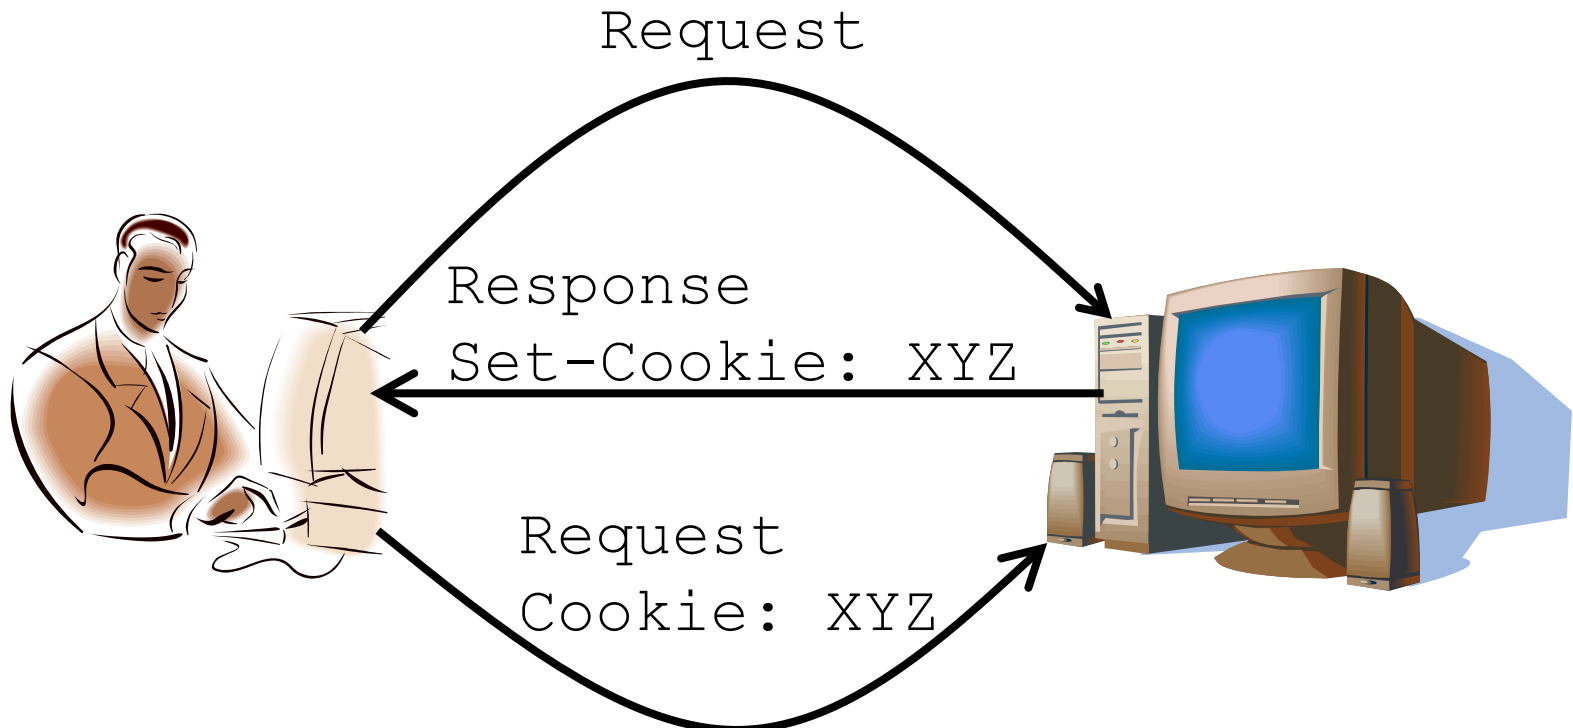 Request
Response
Set-Cookie: XYZ
Request
Cookie: XYZ